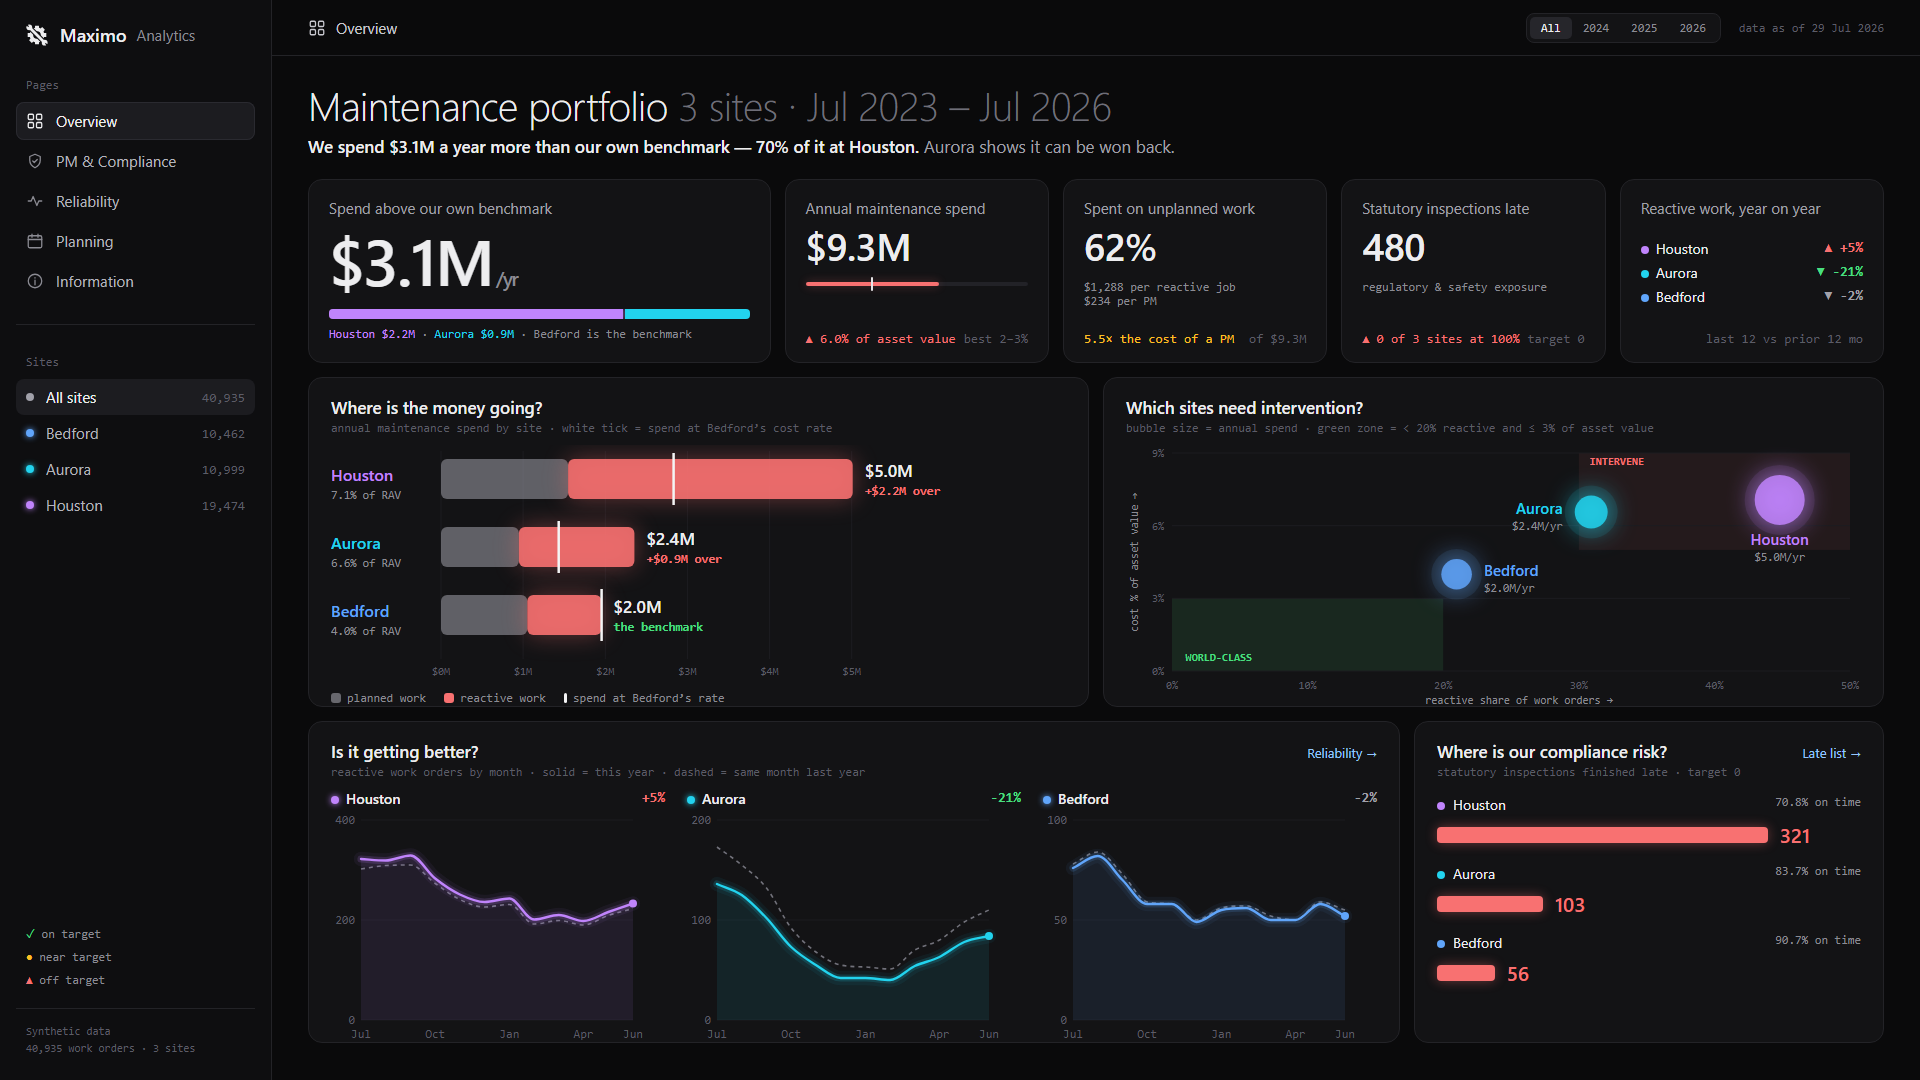 Maximo Analytics
Pages
Overview
PM & Compliance
Reliability
Planning
Information
Sites
All sites 40,935
Bedford 10,462
Aurora 10,999
Houston 19,474
✓ on target
● near target
▲ off target
Synthetic data
40,935 work orders · 3 sites
Overview
All 2024 2025 2026
data as of 29 Jul 2026
Maintenance portfolio 3 sites · Jul 2023 – Jul 2026
We spend $3.1M a year more than our own benchmark — 70% of it at Houston. Aurora shows it can be won back.
Spend above our own benchmark
$3.1M/yr
Houston $2.2M · Aurora $0.9M · Bedford is the benchmark
Annual maintenance spend
$9.3M
▲ 6.0% of asset value best 2–3%
Spent on unplanned work
62%
$1,288 per reactive job
$234 per PM
5.5× the cost of a PM of $9.3M
Statutory inspections late
480
regulatory & safety exposure
▲ 0 of 3 sites at 100% target 0
Reactive work, year on year
Houston ▲ +5%
Aurora ▼ -21%
Bedford ▼ -2%
last 12 vs prior 12 mo
Where is the money going?
annual maintenance spend by site · white tick = spend at Bedford's cost rate
Houston
7.1% of RAV
$5.0M
+$2.2M over
Aurora
6.6% of RAV
$2.4M
+$0.9M over
Bedford
4.0% of RAV
$2.0M
the benchmark
$0M $1M $2M $3M $4M $5M
planned work reactive work spend at Bedford's rate
Which sites need intervention?
bubble size = annual spend · green zone = < 20% reactive and ≤ 3% of asset value
cost % of asset value →
9%
6%
3%
0%
INTERVENE
Aurora
$2.4M/yr
Houston
$5.0M/yr
Bedford
$2.0M/yr
WORLD-CLASS
0% 10% 20% 30% 40% 50%
reactive share of work orders →
Is it getting better?
Reliability →
reactive work orders by month · solid = this year · dashed = same month last year
Houston +5%
400
200
0
Jul Oct Jan Apr Jun
Aurora -21%
200
100
0
Jul Oct Jan Apr Jun
Bedford -2%
100
50
0
Jul Oct Jan Apr Jun
Where is our compliance risk?
Late list →
statutory inspections finished late · target 0
Houston 70.8% on time
321
Aurora 83.7% on time
103
Bedford 90.7% on time
56